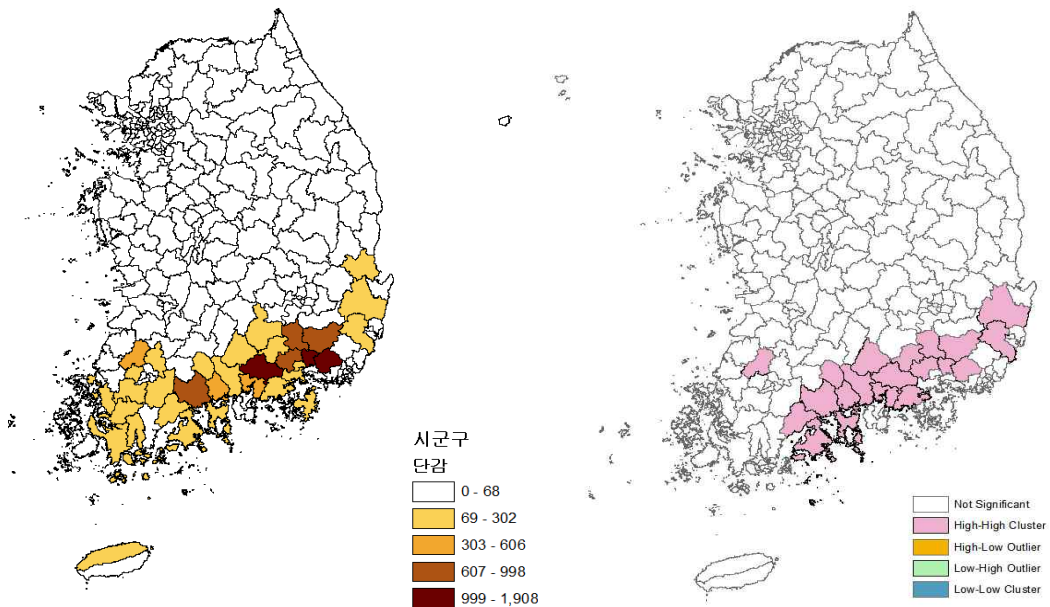 시군구
단감
0 - 68
69 - 302
303 - 606
607 - 998
999 - 1,908
Not Significant
High-High Cluster
High-Low Outlier
Low-High Outlier
Low-Low Cluster